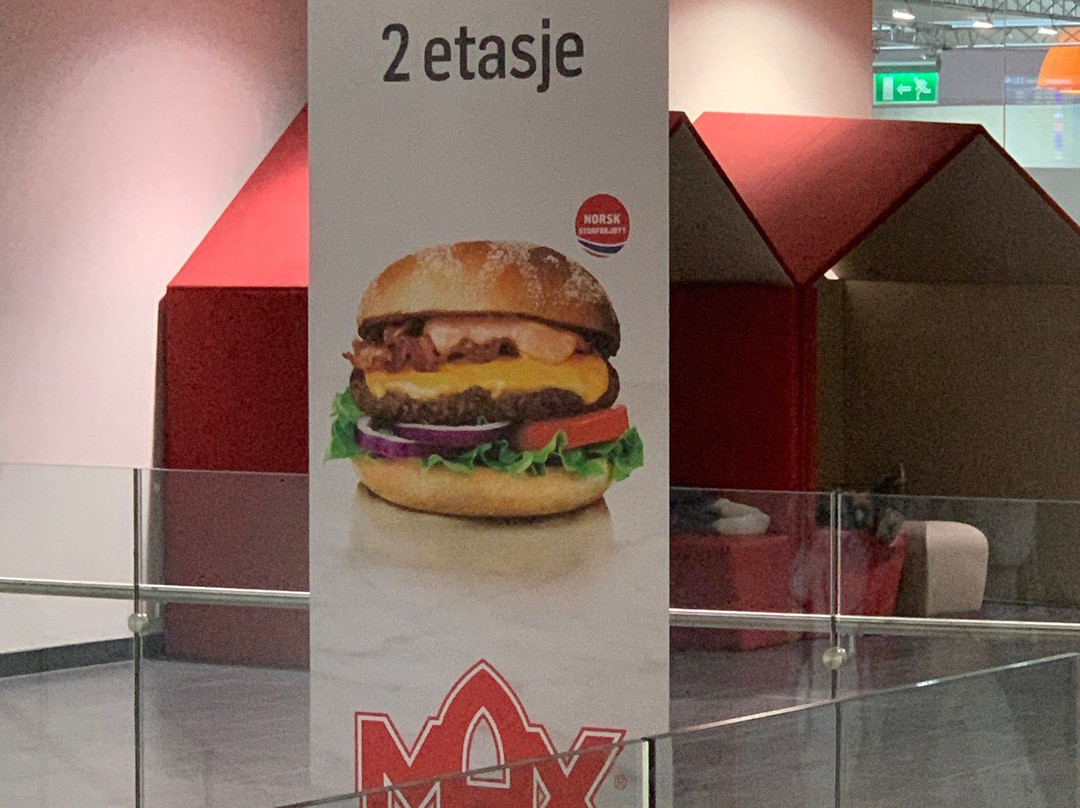 2 etasje
NORSK
STORFEKJØTT
MAX
®